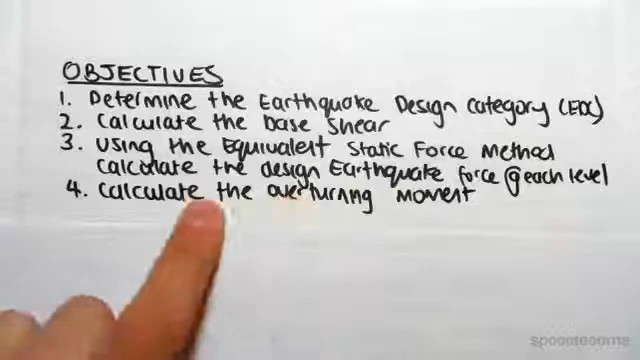 OBJECTIVES
1. Determine the Earthquake Design category (EDC)
2. Calculate the base shear
3. Using the Equivalent Static Force Method
calculate the design Earthquake force @ each level
4. Calculate the overturning moment
spoonfeedme